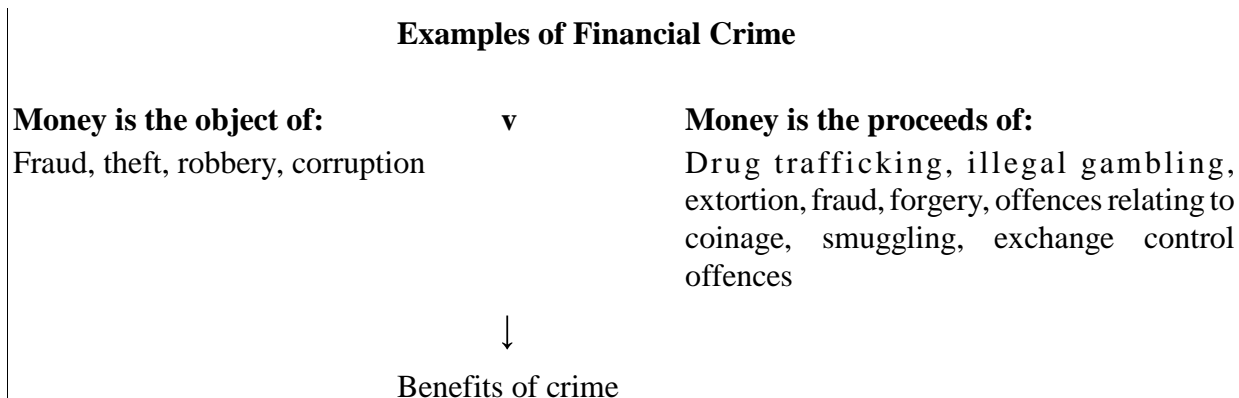 Examples of Financial Crime
Money is the object of: v Money is the proceeds of:
Fraud, theft, robbery, corruption
Drug trafficking, illegal gambling,
extortion, fraud, forgery, offences relating to
coinage, smuggling, exchange control
offences
↓
Benefits of crime